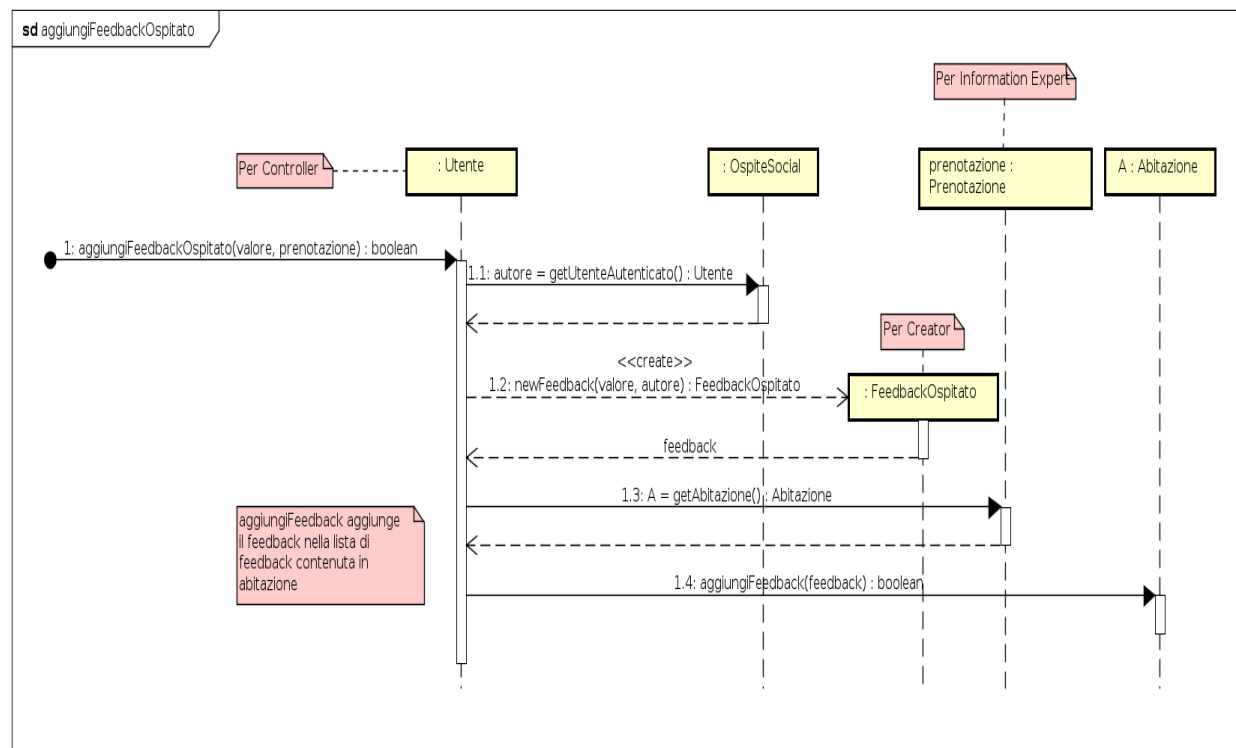 sd aggiungiFeedbackOspitato
Per Information Expert
Per Controller
: Utente
: OspiteSocial
prenotazione :
Prenotazione
A : Abitazione
1: aggiungiFeedbackOspitato(valore, prenotazione) : boolean
1.1: autore = getUtenteAutenticato() : Utente
Per Creator
<<create>>
1.2: newFeedback(valore, autore) : FeedbackOspitato
: FeedbackOspitato
feedback
1.3: A = getAbitazione() : Abitazione
aggiungiFeedback aggiunge
il feedback nella lista di
feedback contenuta in
abitazione
1.4: aggiungiFeedback(feedback) : boolean